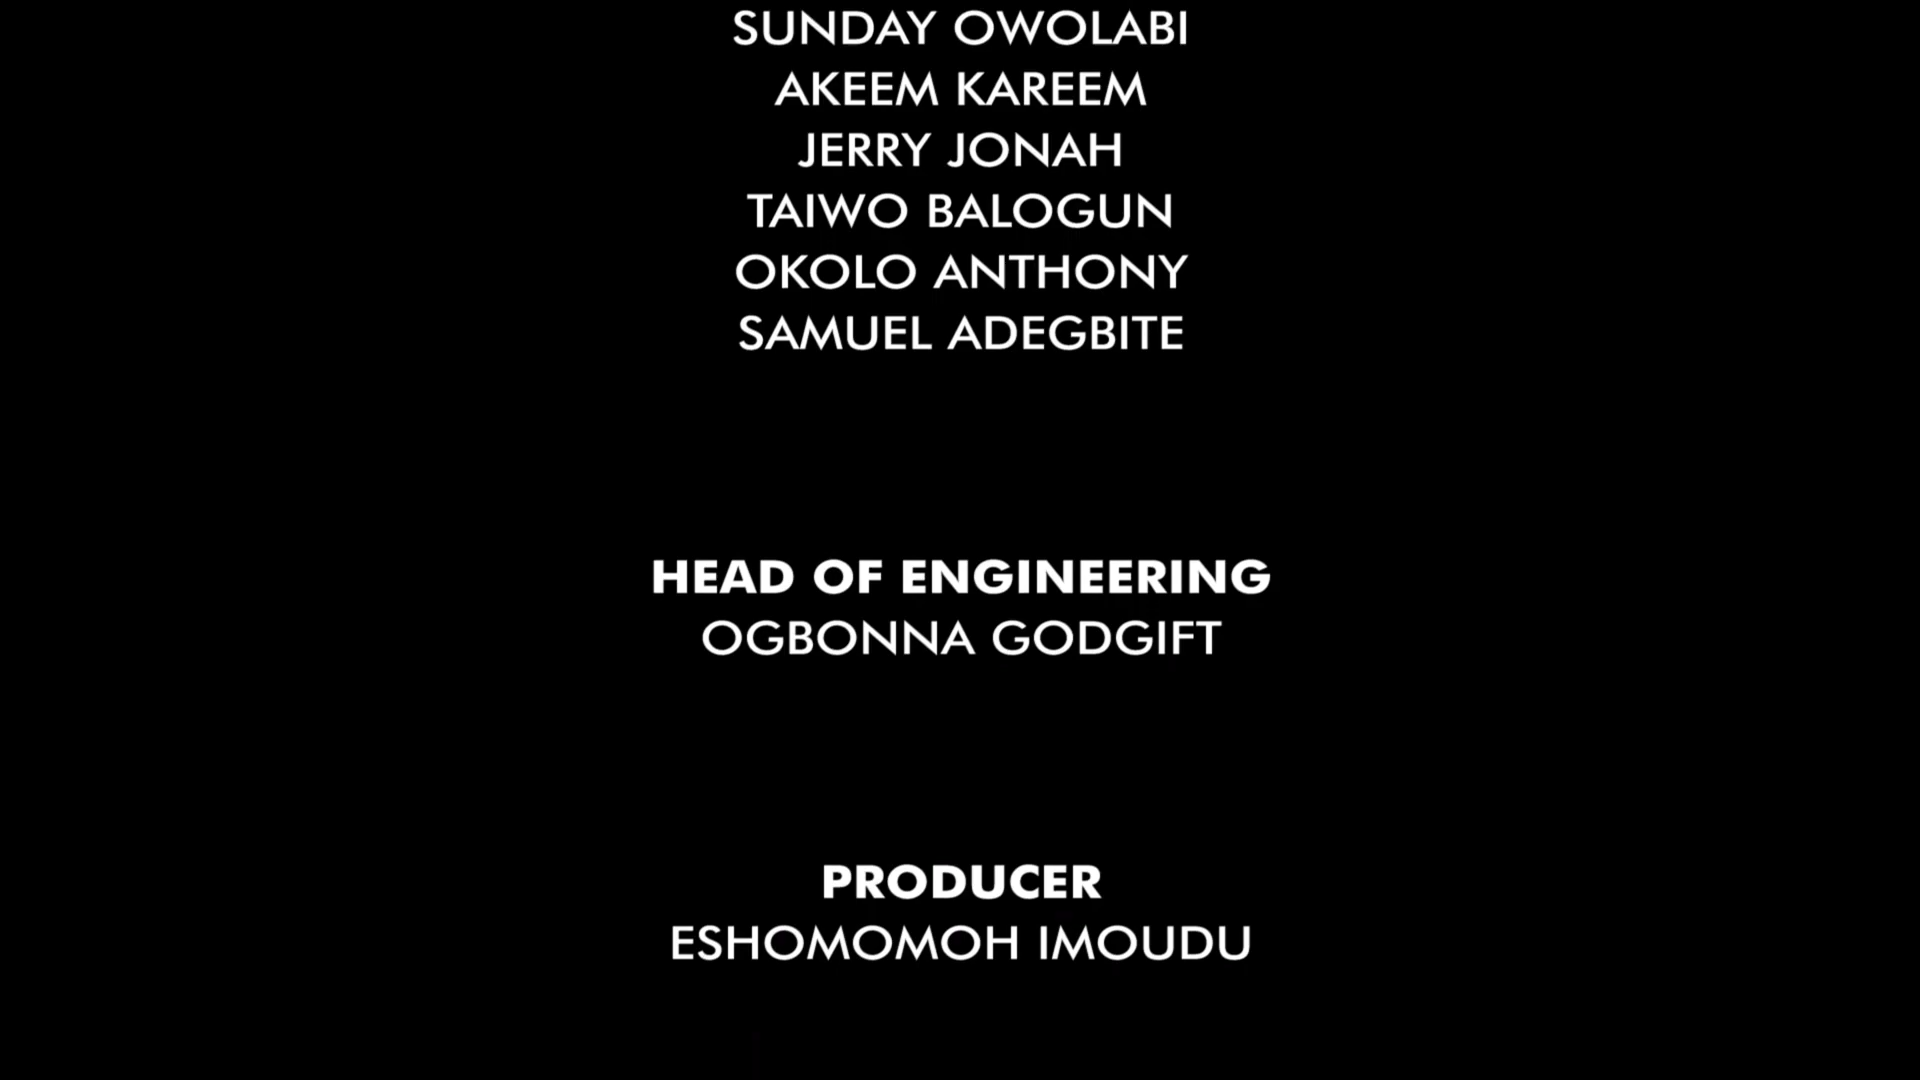 SUNDAY OWOLABI
AKEEM KAREEM
JERRY JONAH
TAIWO BALOGUN
OKOLO ANTHONY
SAMUEL ADEGBITE
HEAD OF ENGINEERING
OGBONNA GODGIFT
PRODUCER
ESHOMOMOH IMOUDU